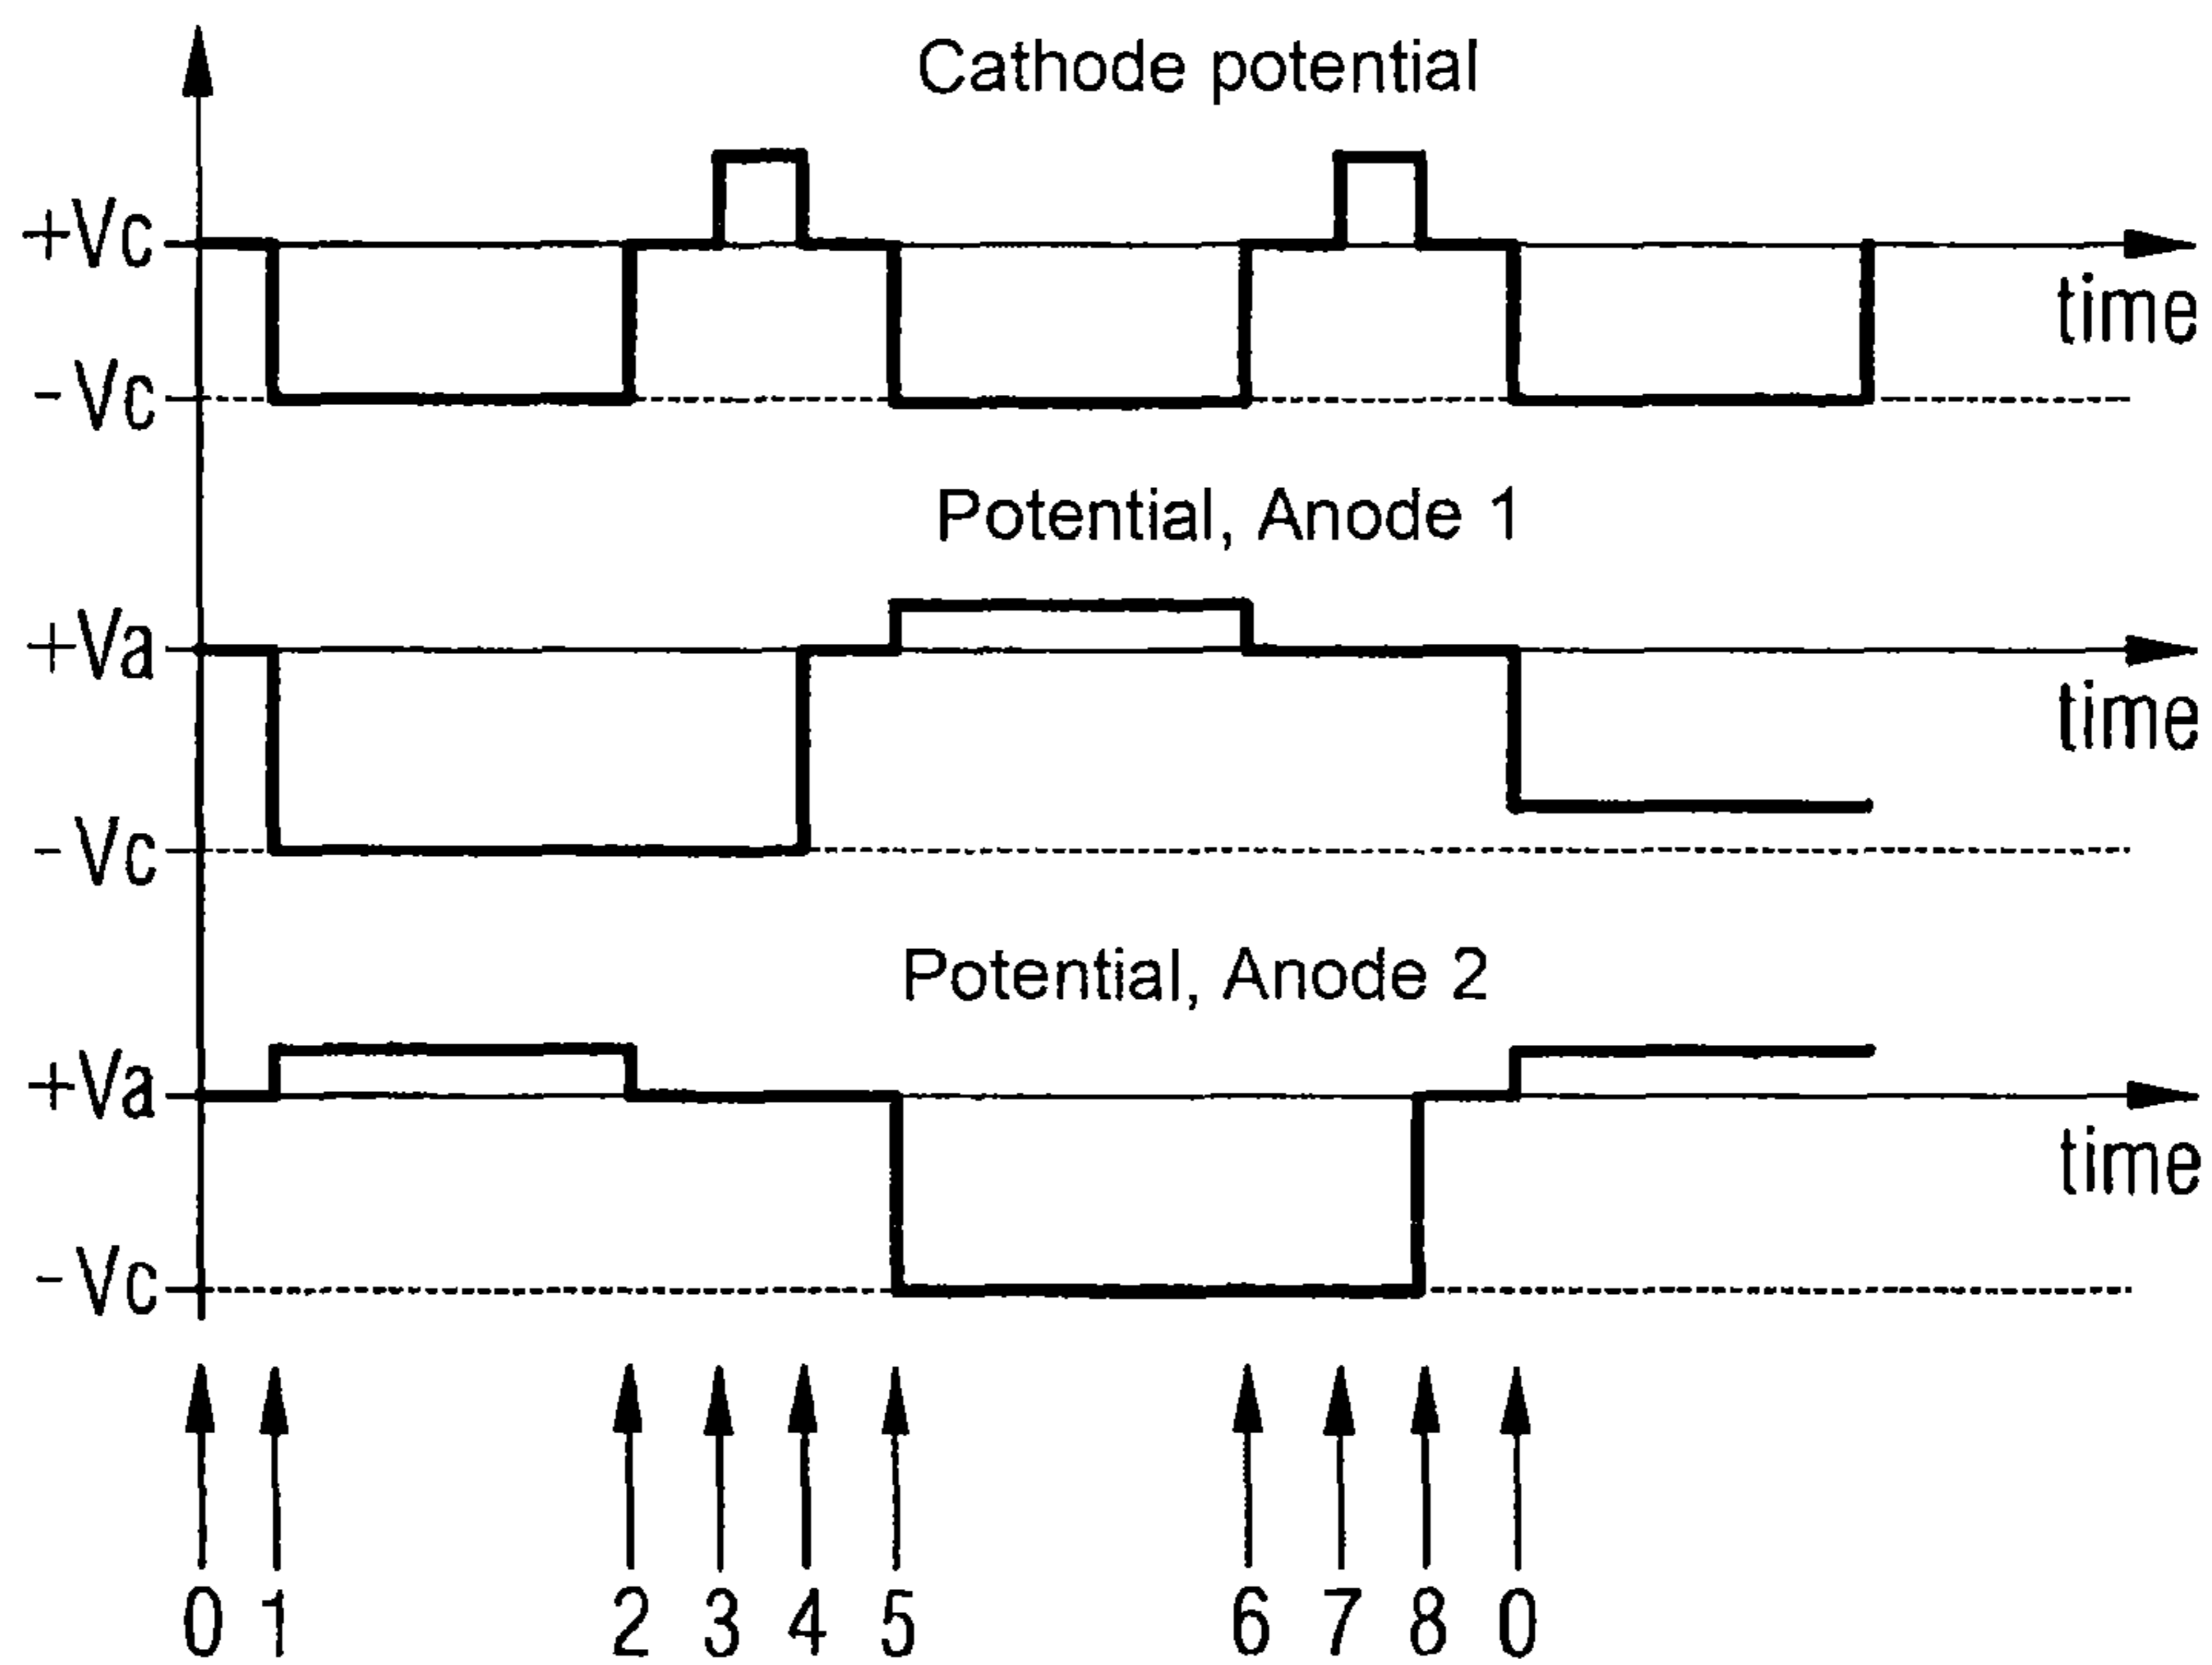 Cathode potential
+Vc
time
-Vc
Potential, Anode 1
+Va
time
-Vc
Potential, Anode 2
+Va
time
-Vc
0 1 2 3 4 5 6 7 8 0